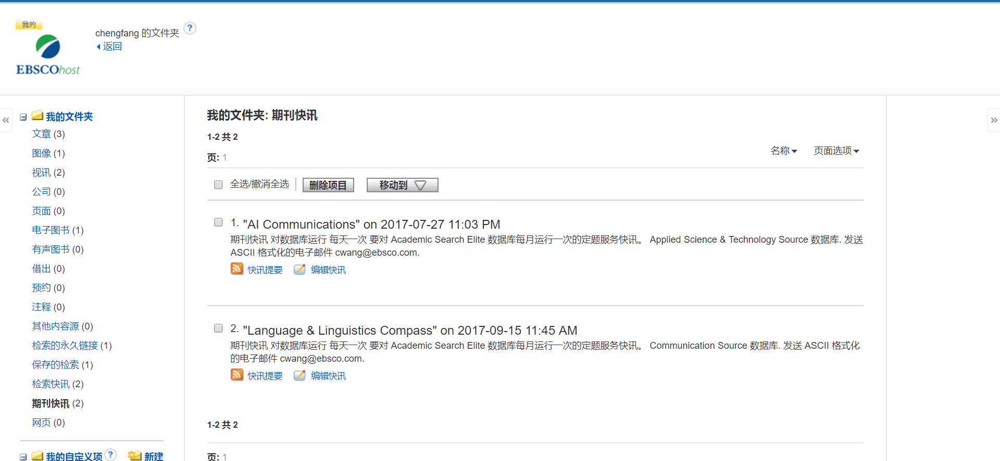 我的
EBSCOhost
chengfang 的文件夹 ?
返回
«
»
我的文件夹
文章 (3)
图像 (1)
视讯 (2)
公司 (0)
页面 (0)
电子图书 (1)
有声图书 (0)
借出 (0)
预约 (0)
注释 (0)
其他内容源 (0)
检索的永久链接 (1)
保存的检索 (1)
检索快讯 (2)
期刊快讯 (2)
网页 (0)
我的自定义项 ? 新建
我的文件夹: 期刊快讯
1-2 共 2
页: 1
名称 页面选项
全选/撤消全选 删除项目 移动到
1. "AI Communications" on 2017-07-27 11:03 PM
期刊快讯 对数据库运行 每天一次 要对 Academic Search Elite 数据库每月运行一次的定题服务快讯。 Applied Science & Technology Source 数据库. 发送
ASCII 格式化的电子邮件 cwang@ebsco.com.
快讯提要 编辑快讯
2. "Language & Linguistics Compass" on 2017-09-15 11:45 AM
期刊快讯 对数据库运行 每天一次 要对 Academic Search Elite 数据库每月运行一次的定题服务快讯。 Communication Source 数据库. 发送 ASCII 格式化
的电子邮件 cwang@ebsco.com.
快讯提要 编辑快讯
1-2 共 2
页: 1